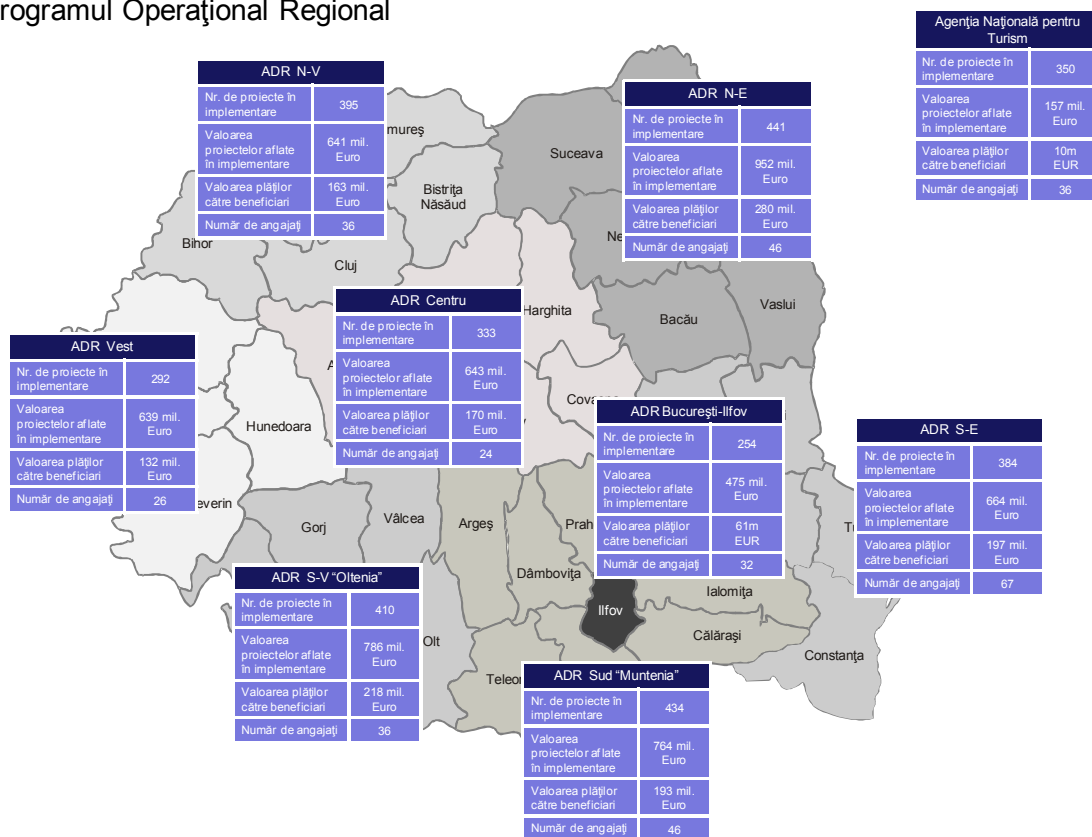 rogramul Operaţional Regional
Agenţia Naţională pentru
Turism
Nr. de proiecte în
implementare
350
Valoarea
proiectelor aflate
în implementare
157 mil.
Euro
Valoarea plăţilor
către beneficiari
10m
EUR
Număr de angajaţi
36
ADR N-V
Nr. de proiecte în
implementare
395
Valoarea
proiectelor aflate
în implementare
641 mil.
Euro
Valoarea plăţilor
către beneficiari
163 mil.
Euro
Număr de angajaţi
36
ADR N-E
Nr. de proiecte în
implementare
441
Valoarea
proiectelor aflate
în implementare
952 mil.
Euro
Valoarea plăţilor
către beneficiari
280 mil.
Euro
Număr de angajaţi
46
mureş
Suceava
Bistriţa
Năsăud
Ne
Bihor
Cluj
Harghita
Bacău
Vaslui
ADR Centru
Nr. de proiecte în
implementare
333
Valoarea
proiectelor aflate
în implementare
643 mil.
Euro
Valoarea plăţilor
către beneficiari
170 mil.
Euro
Număr de angajaţi
24
A
ADR Vest
Nr. de proiecte în
implementare
292
Valoarea
proiectelor aflate
în implementare
639 mil.
Euro
Valoarea plăţilor
către beneficiari
132 mil.
Euro
Număr de angajaţi
26
Hunedoara
Cova
ADR Bucureşti-Ilfov
Nr. de proiecte în
implementare
254
Valoarea
proiectelor aflate
în implementare
475 mil.
Euro
Valoarea plăţilor
către beneficiari
61m
EUR
Număr de angajaţi
32
i
ADR S-E
Nr. de proiecte în
implementare
384
Valoarea
proiectelor aflate
în implementare
664 mil.
Euro
Valoarea plăţilor
către beneficiari
197 mil.
Euro
Număr de angajaţi
67
everin
Gorj
Vâlcea
Argeş
Prah
T
Dâmboviţa
Ialomiţa
Ilfov
Călăraşi
Constanţa
Olt
Teleor
ADR S-V “Oltenia”
Nr. de proiecte în
implementare
410
Valoarea
proiectelor aflate
în implementare
786 mil.
Euro
Valoarea plăţilor
către beneficiari
218 mil.
Euro
Număr de angajaţi
36
ADR Sud “Muntenia”
Nr. de proiecte în
implementare
434
Valoarea
proiectelor aflate
în implementare
764 mil.
Euro
Valoarea plăţilor
către beneficiari
193 mil.
Euro
Număr de angajaţi
46